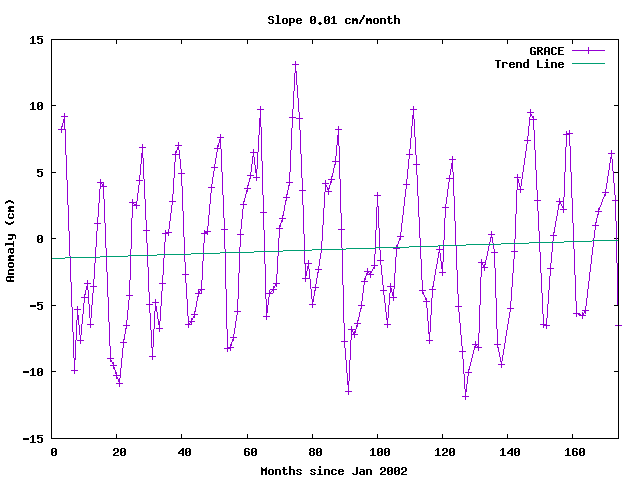 Slope 0.01 cm/month
GRACE
Trend Line
15
10
5
0
-5
-10
-15
Anomaly (cm)
0 20 40 60 80 100 120 140 160
Months since Jan 2002